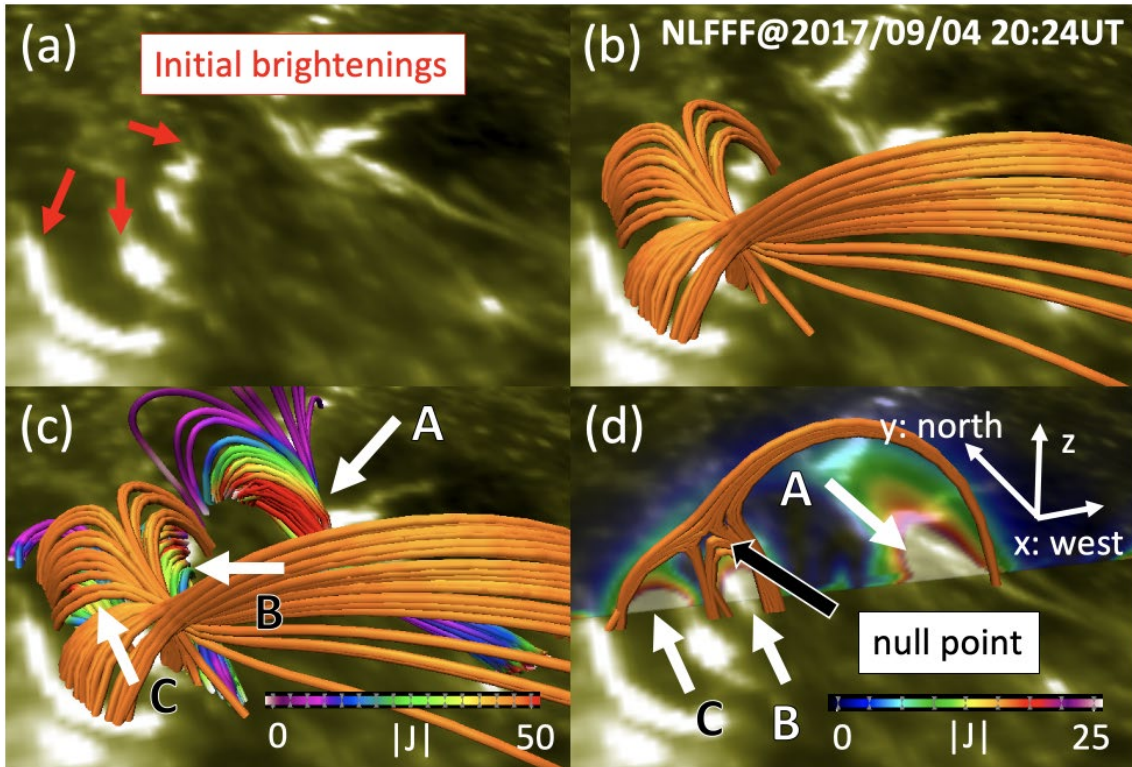 (a)
Initial brightenings
(b)
NLFFF@2017/09/04 20:24UT
(c)
A
B
C
0 |J| 50
(d)
y: north
z
A
x: west
null point
C
B
0 |J| 25